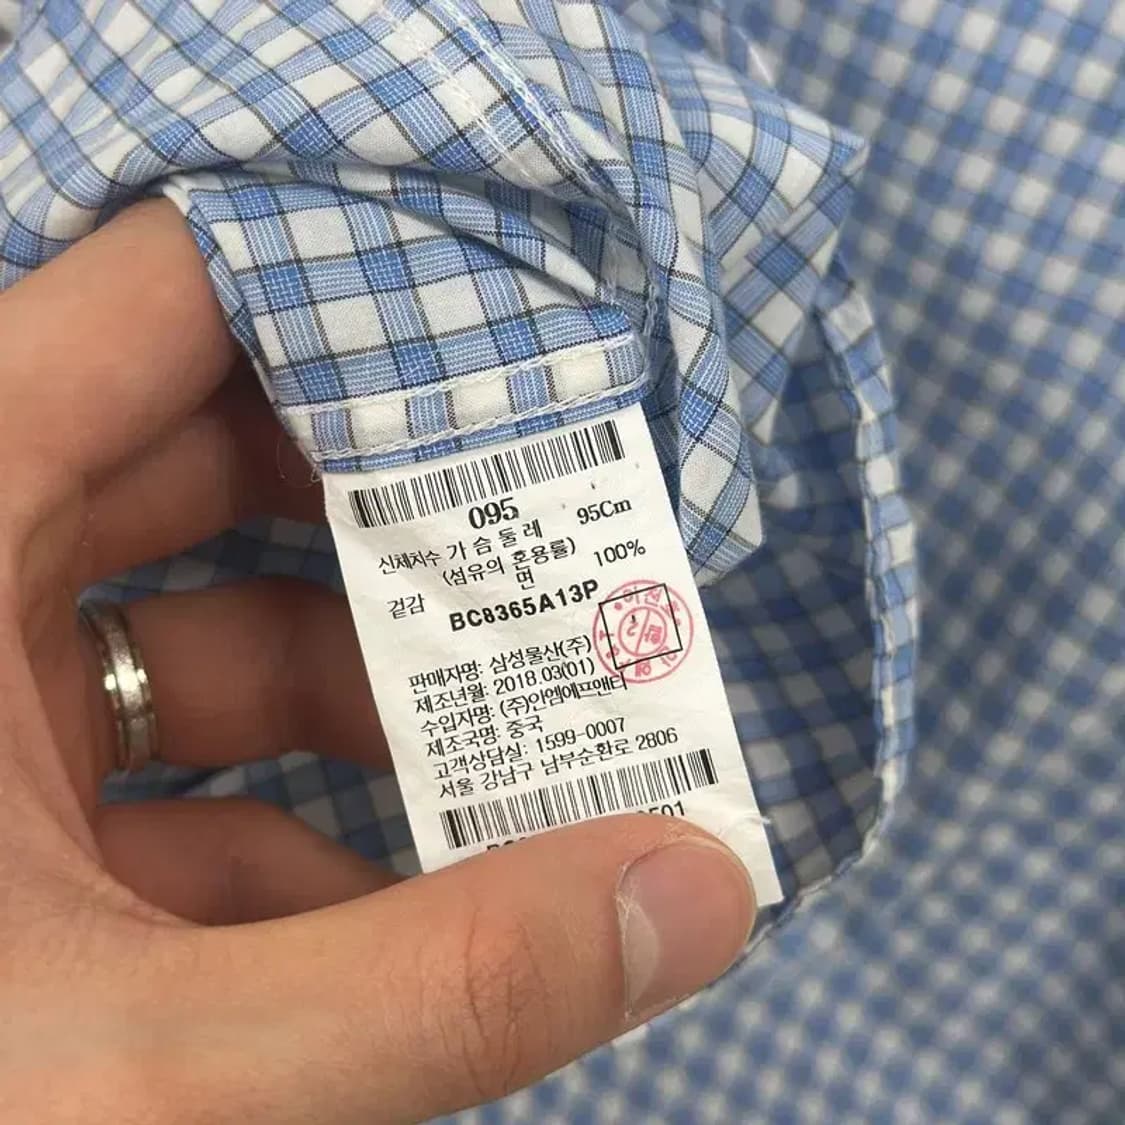 095
95Cm
신체치수 가 슴 둘 레
(섬유의 혼용률)
겉감 면 100%
BC8365A13P
판매자명: 삼성물산(주)
제조년월: 2018.03(01)
수입자명: (주)안엠에프앤티
제조국명: 중국
고객상담실: 1599-0007
서울 강남구 남부순환로 2806